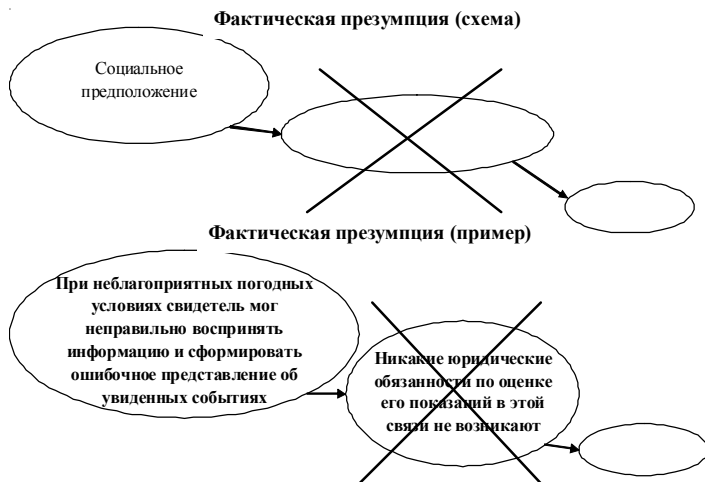 Фактическая презумпция (схема)
Социальное
предположение
Фактическая презумпция (пример)
При неблагоприятных погодных
условиях свидетель мог
неправильно воспринять
информацию и сформировать
ошибочное представление об
увиденных событиях
Никакие юридические
обязанности по оценке
его показаний в этой
связи не возникают